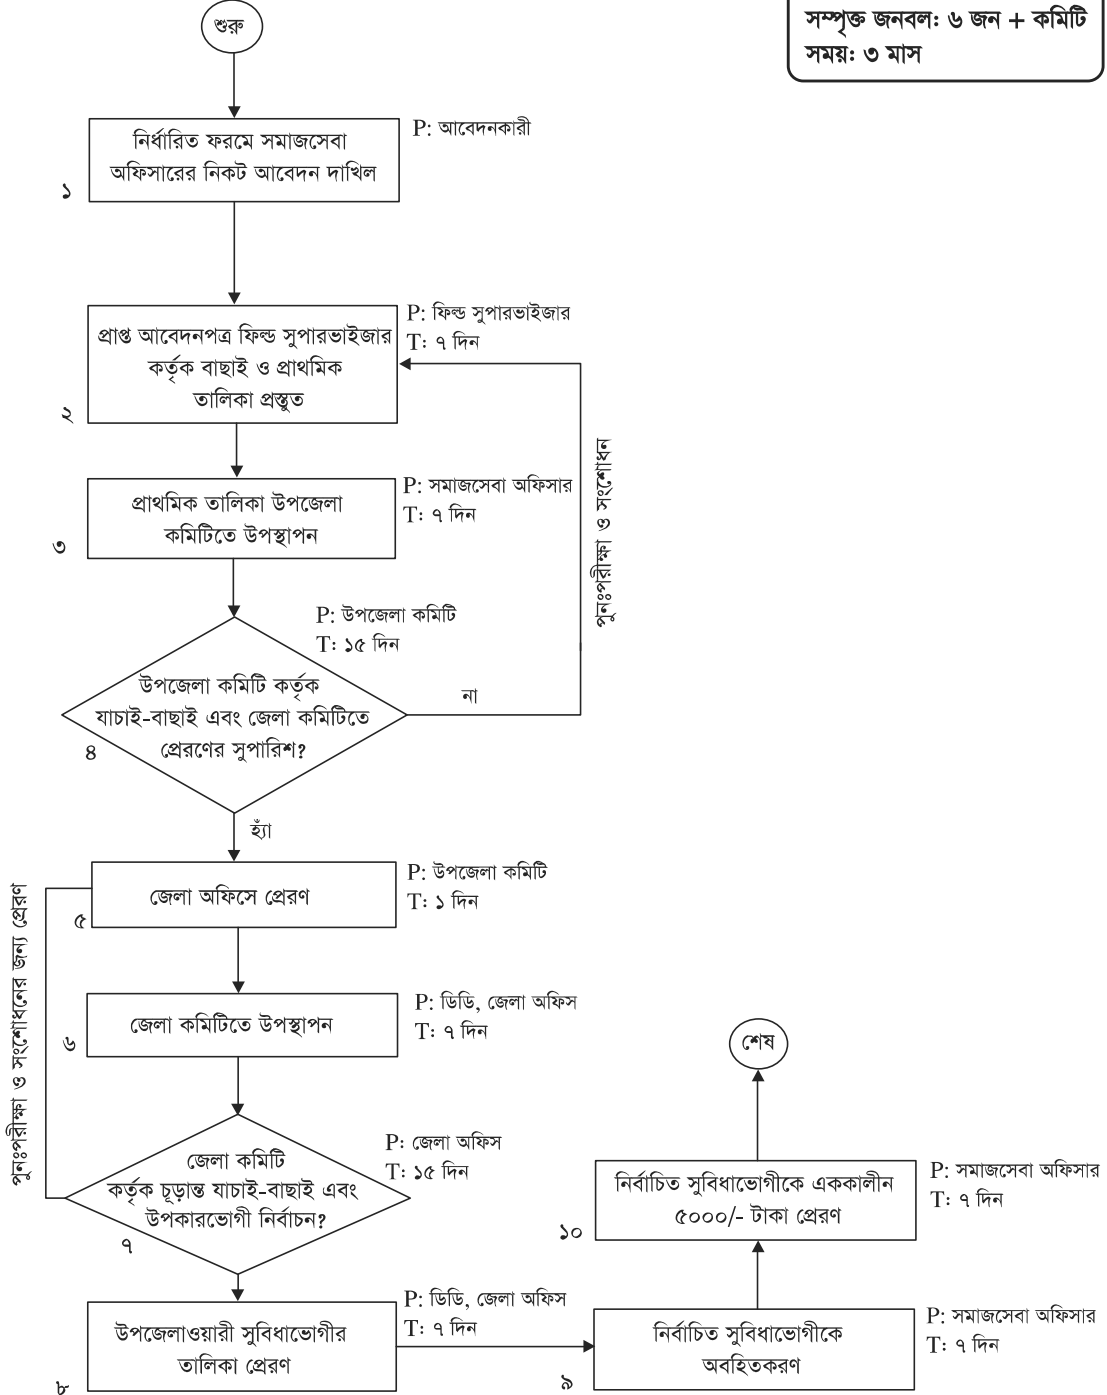 সম্পৃক্ত জনবল: ৬ জন + কমিটি
সময়: ৩ মাস
শুরু
নির্ধারিত ফরমে সমাজসেবা
অফিসারের নিকট আবেদন দাখিল
১
P: আবেদনকারী
প্রাপ্ত আবেদনপত্র ফিল্ড সুপারভাইজার
কর্তৃক বাছাই ও প্রাথমিক
তালিকা প্রস্তুত
২
P: ফিল্ড সুপারভাইজার
T: ৭ দিন
প্রাথমিক তালিকা উপজেলা
কমিটিতে উপস্থাপন
৩
P: সমাজসেবা অফিসার
T: ৭ দিন
পুনঃপরীক্ষা ও সংশোধন
P: উপজেলা কমিটি
T: ১৫ দিন
উপজেলা কমিটি কর্তৃক
যাচাই-বাছাই এবং জেলা কমিটিতে
প্রেরণের সুপারিশ?
৪
না
হ্যাঁ
জেলা অফিসে প্রেরণ
৫
P: উপজেলা কমিটি
T: ১ দিন
পুনঃপরীক্ষা ও সংশোধনের জন্য প্রেরণ
জেলা কমিটিতে উপস্থাপন
৬
P: ডিডি, জেলা অফিস
T: ৭ দিন
জেলা কমিটি
কর্তৃক চূড়ান্ত যাচাই-বাছাই এবং
উপকারভোগী নির্বাচন?
৭
P: জেলা অফিস
T: ১৫ দিন
উপজেলাওয়ারী সুবিধাভোগীর
তালিকা প্রেরণ
৮
P: ডিডি, জেলা অফিস
T: ৭ দিন
নির্বাচিত সুবিধাভোগীকে
অবহিতকরণ
৯
P: সমাজসেবা অফিসার
T: ৭ দিন
নির্বাচিত সুবিধাভোগীকে এককালীন
৫০০০/- টাকা প্রেরণ
১০
P: সমাজসেবা অফিসার
T: ৭ দিন
শেষ